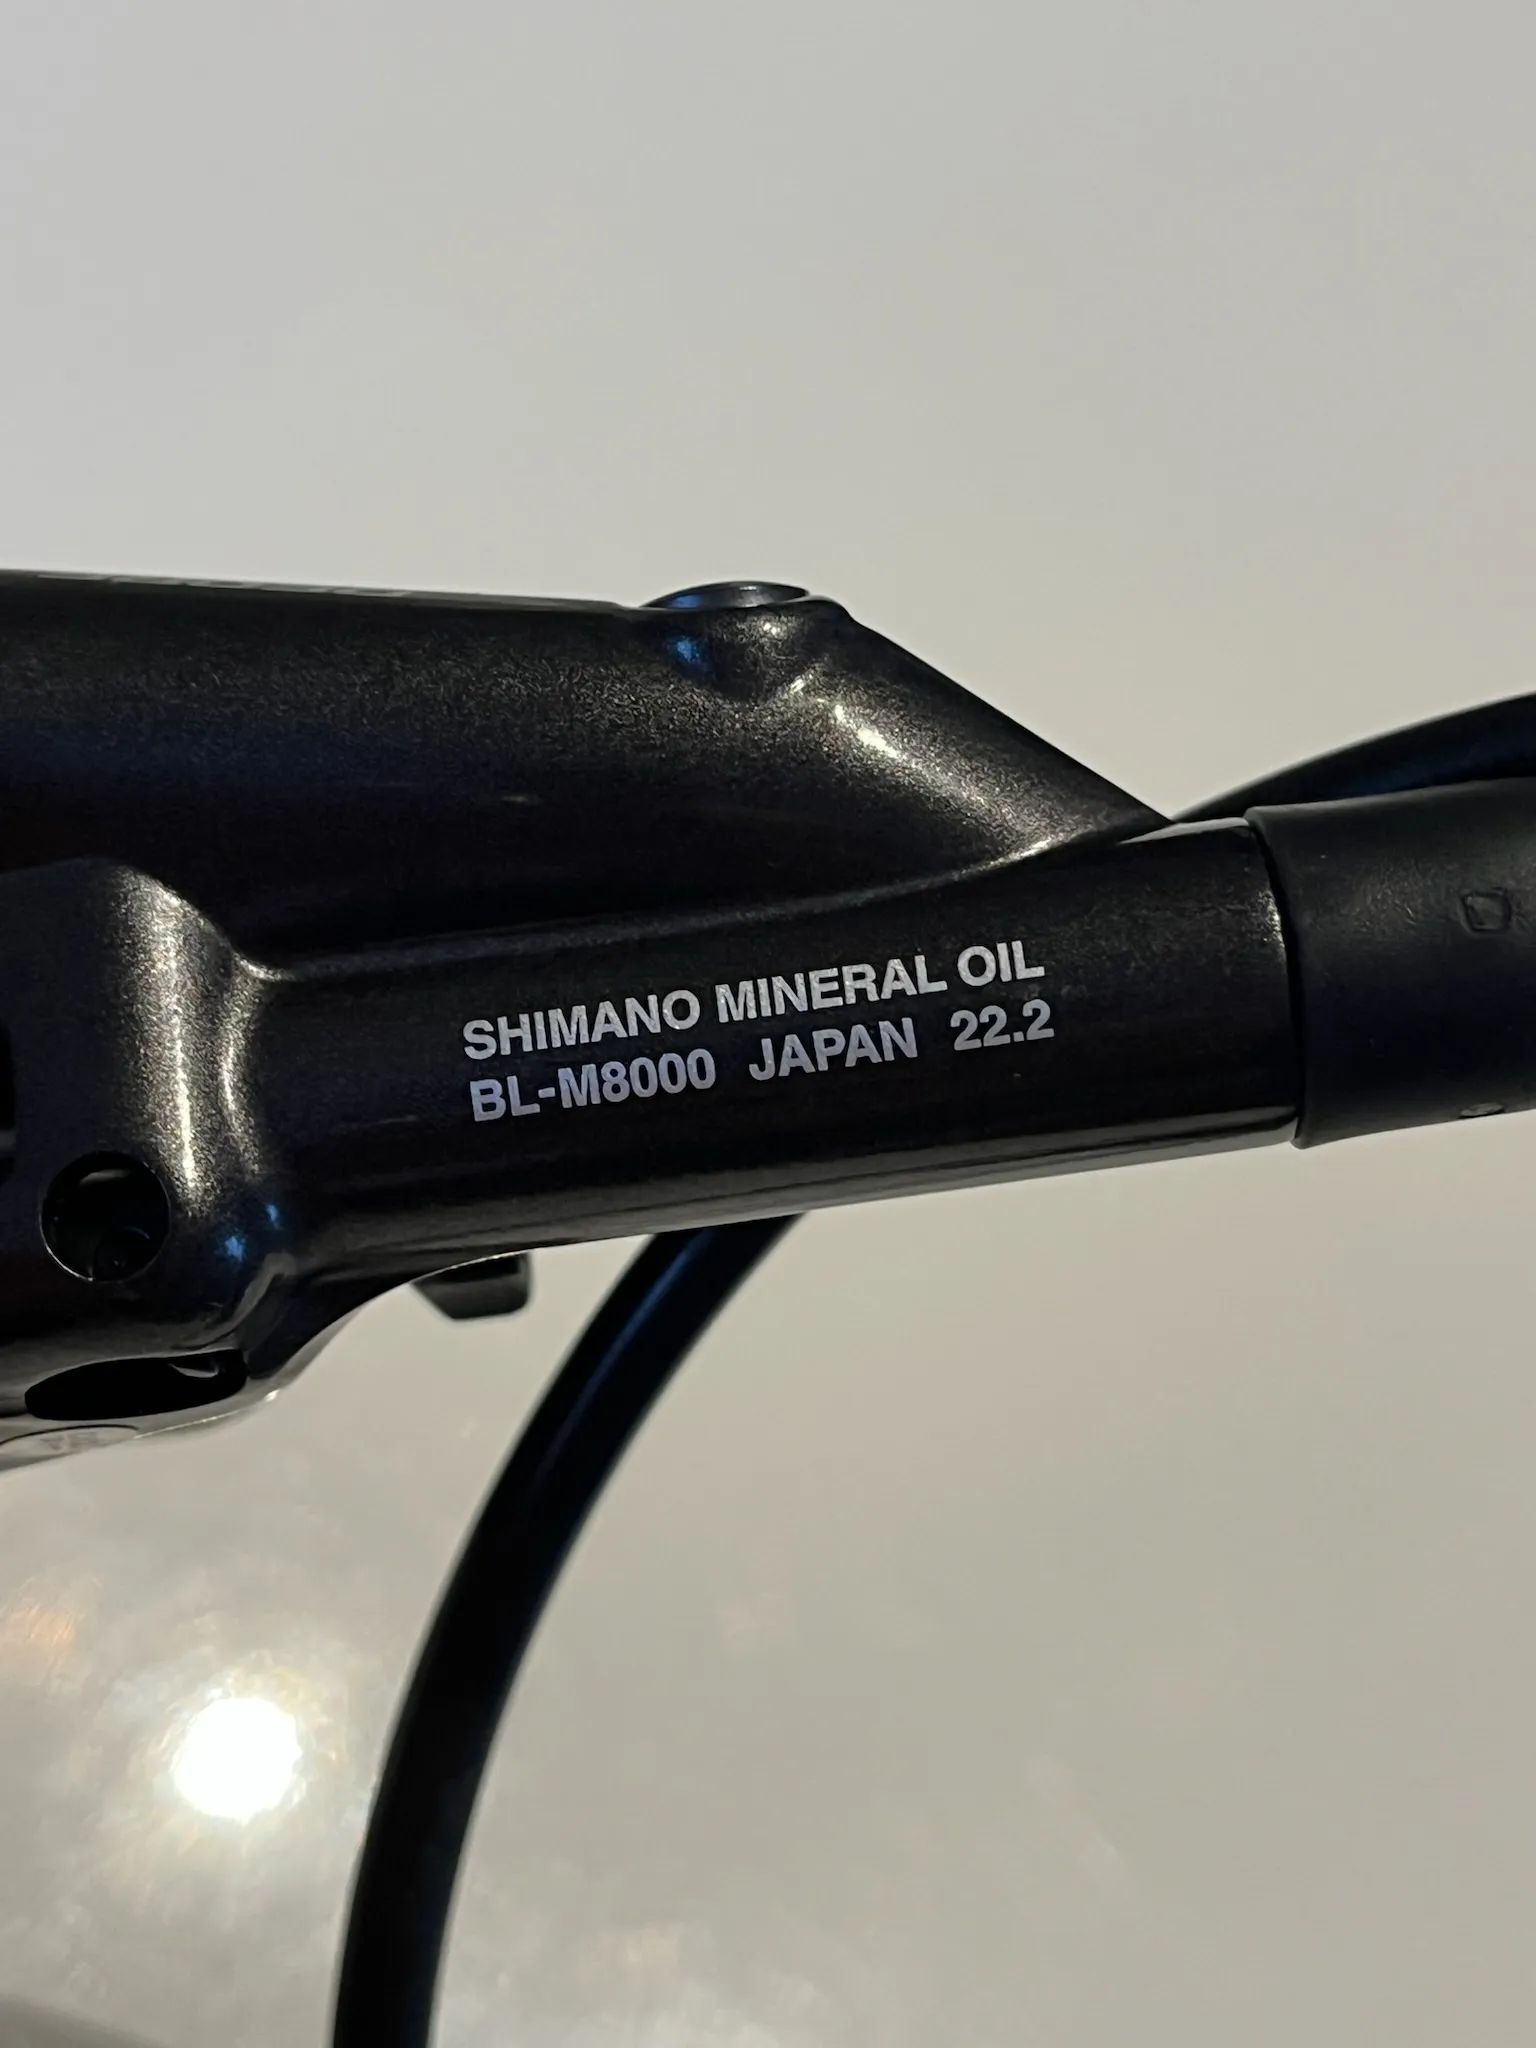 SHIMANO MINERAL OIL
BL-M8000 JAPAN 22.2